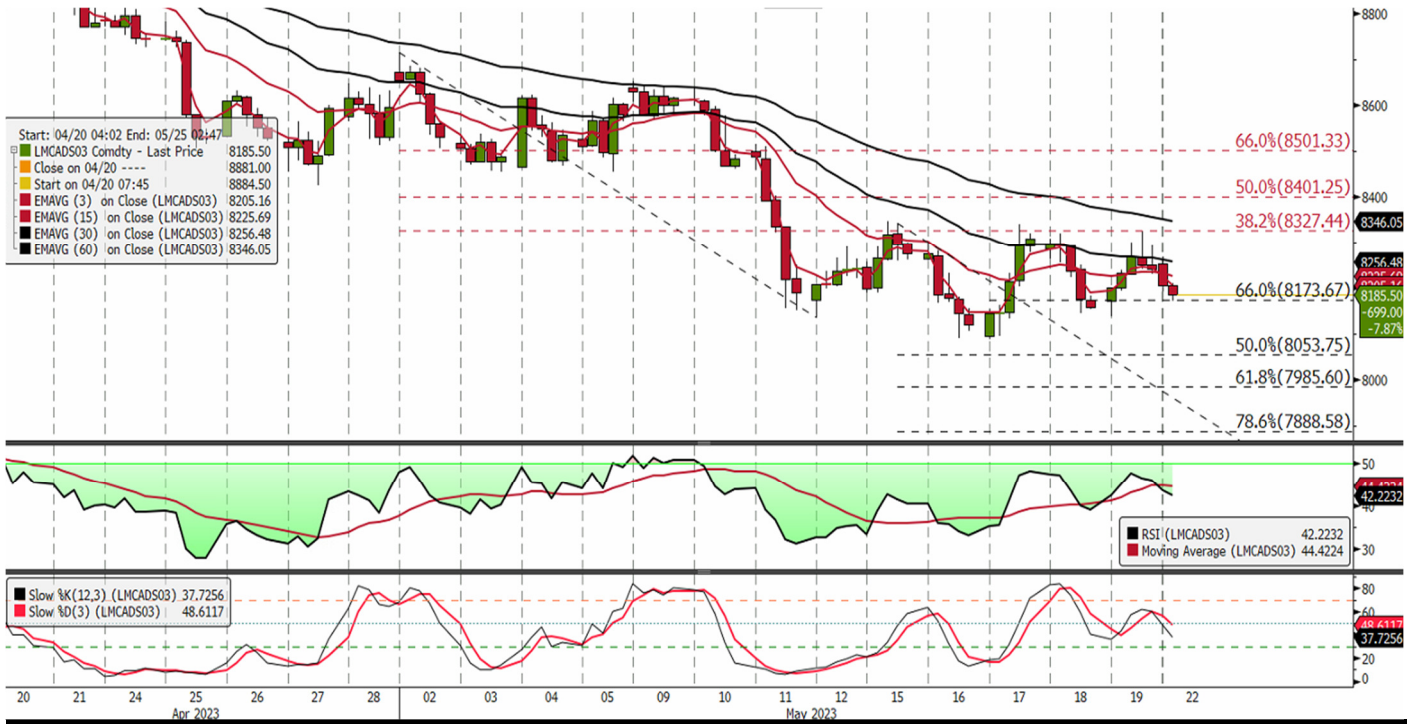 8800
8600
8400
8000
Start: 04/20 04:02 End: 05/25 02:47
LMCADS03 Comdty - Last Price 8185.50
Close on 04/20 ---- 8881.00
Start on 04/20 07:45 8884.50
EMAVG (3) on Close (LMCADS03) 8205.16
EMAVG (15) on Close (LMCADS03) 8225.69
EMAVG (30) on Close (LMCADS03) 8256.48
EMAVG (60) on Close (LMCADS03) 8346.05
66.0%(8501.33)
50.0%(8401.25)
38.2%(8327.44)
66.0%(8173.67)
50.0%(8053.75)
61.8%(7985.60)
78.6%(7888.58)
8346.05
8256.48
8225.69
8205.16
8185.50
-699.00
-7.87%
50
44.4224
42.2232
40
30
RSI (LMCADS03) 42.2232
Moving Average (LMCADS03) 44.4224
Slow %K(12,3) (LMCADS03) 37.7256
Slow %D(3) (LMCADS03) 48.6117
80
60
48.6117
37.7256
20
0
20 21 24 25 26 27 28 02 03 04 05 09 10 11 12 15 16 17 18 19 22
Apr 2023 May 2023